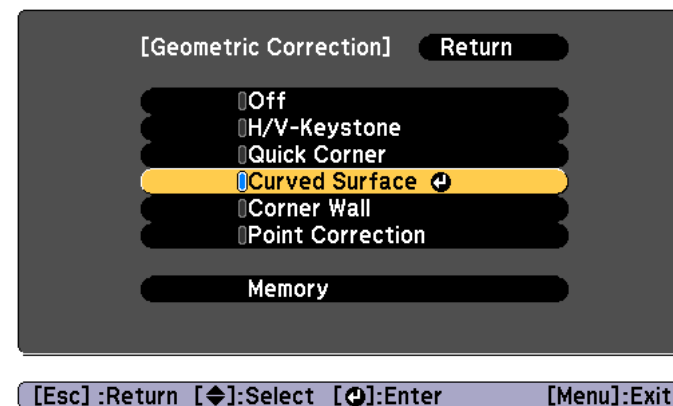 [Geometric Correction] Return
Off
H/V-Keystone
Quick Corner
Curved Surface
Corner Wall
Point Correction
Memory
[Esc] :Return [◆]:Select [⏎]:Enter [Menu]:Exit